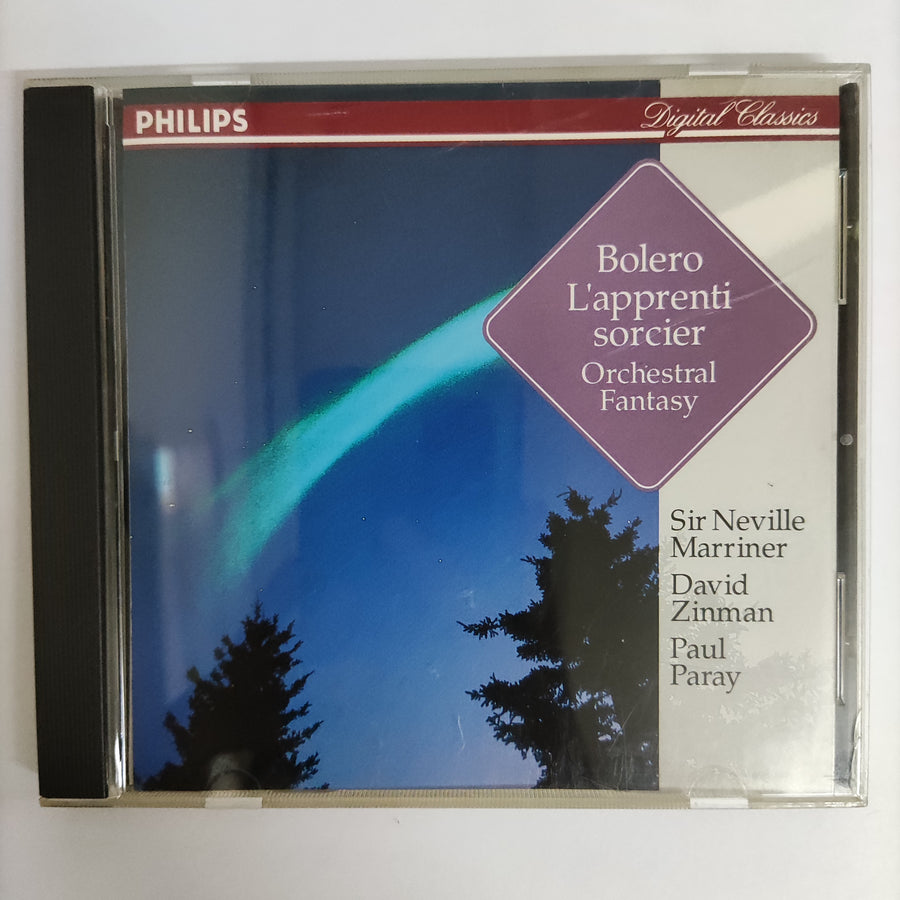 PHILIPS
Digital Classics
Bolero
L'apprenti
sorcier
Orchestral
Fantasy
Sir Neville
Marriner
David
Zinman
Paul
Paray